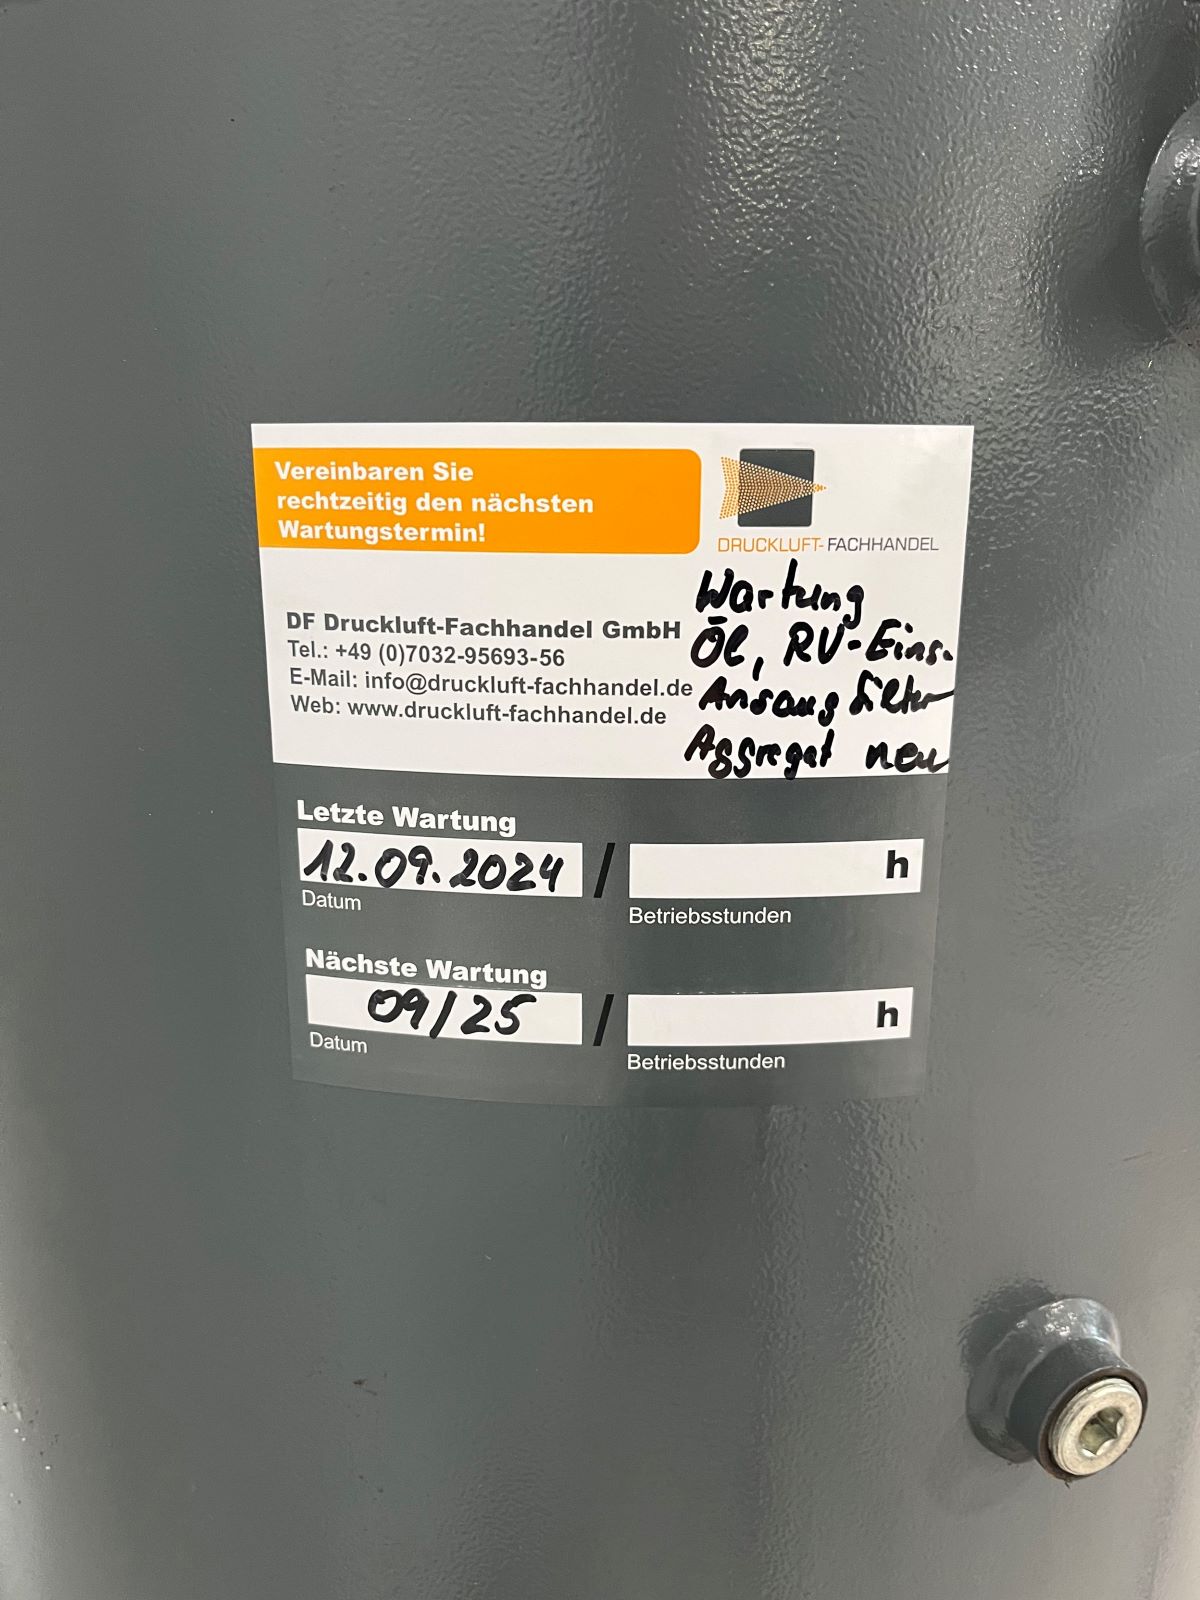 Vereinbaren Sie
rechtzeitig den nächsten
Wartungstermin!
DRUCKLUFT-FACHHANDEL
Wartung
Öl, RV-Eins.
Ansaugfilter
Aggregat neu
DF Druckluft-Fachhandel GmbH
Tel.: +49 (0)7032-95693-56
E-Mail: info@druckluft-fachhandel.de
Web: www.druckluft-fachhandel.de
Letzte Wartung
12.09.2024 / h
Datum Betriebsstunden
Nächste Wartung
09/25 / h
Datum Betriebsstunden